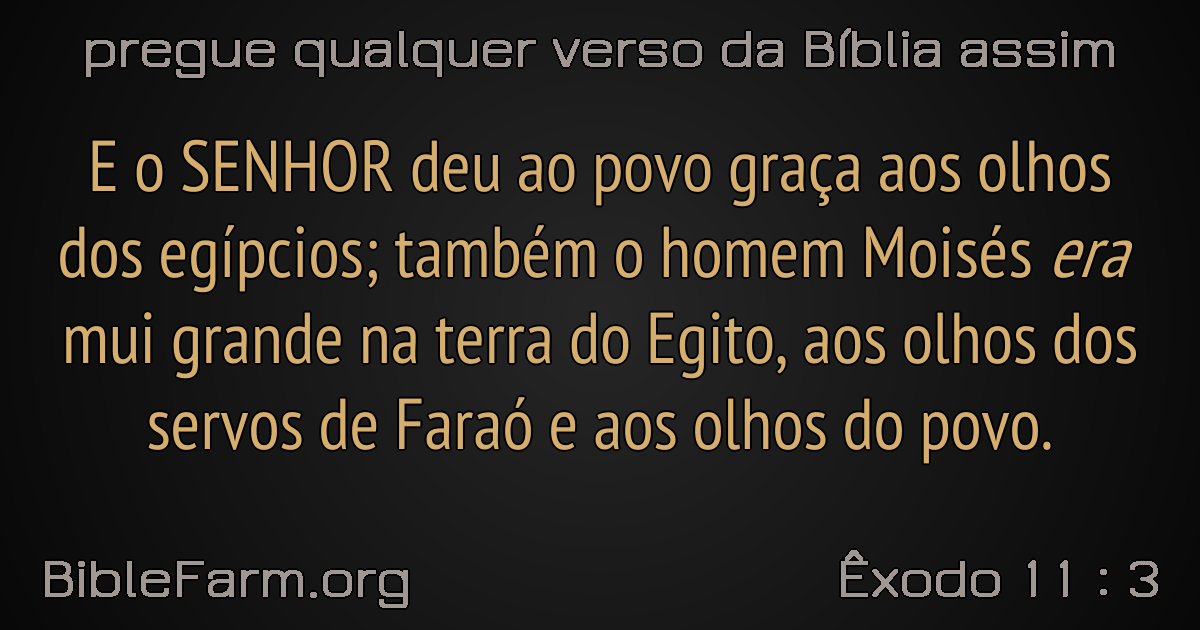 pregue qualquer verso da Bíblia assim
E o SENHOR deu ao povo graça aos olhos
dos egípcios; também o homem Moisés era
mui grande na terra do Egito, aos olhos dos
servos de Faraó e aos olhos do povo.
BibleFarm.org
Êxodo 11 : 3